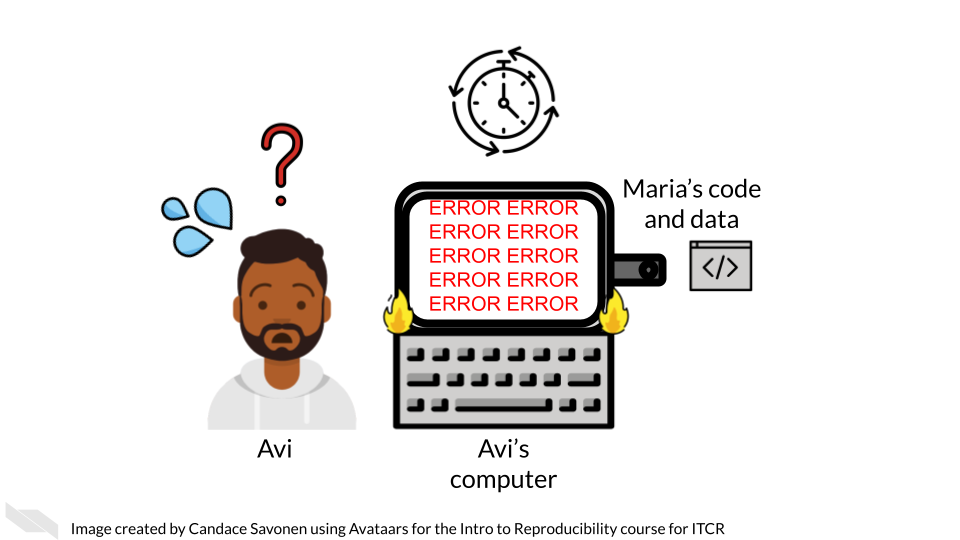 Maria’s code
and data
ERROR ERROR
ERROR ERROR
ERROR ERROR
ERROR ERROR
ERROR ERROR
</>
Avi
Avi’s
computer
Image created by Candace Savonen using Avataars for the Intro to Reproducibility course for ITCR